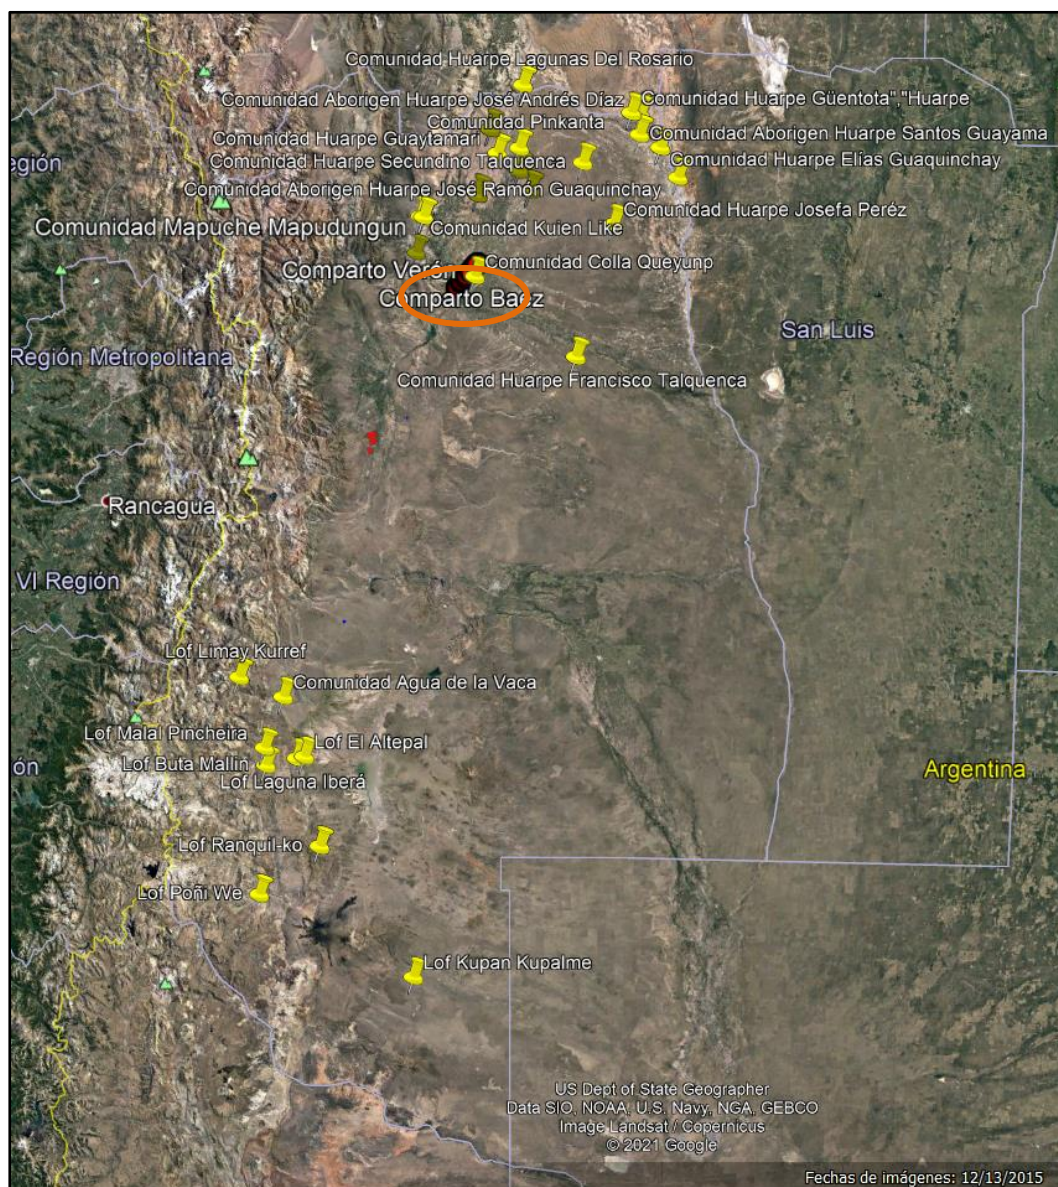 Comunidad Huarpe Lagunas Del Rosario
Comunidad Aborigen Huarpe José Andrés Díaz
Comunidad Huarpe Güentota","Huarpe
Comunidad Pinkanta
Comunidad Huarpe Guaytamari
Comunidad Aborigen Huarpe Santos Guayama
Comunidad Huarpe Secundino Talquenca
Comunidad Huarpe Elías Guaquinchay
egión
Comunidad Aborigen Huarpe José Ramón Guaquinchay
Comunidad Huarpe Josefa Peréz
Comunidad Mapuche Mapudungun
Comunidad Kuien Like
Comparto Verón
Comunidad Colla Queyunp
Comparto Baéz
San Luis
Región Metropolitana
Comunidad Huarpe Francisco Talquenca
Rancagua
VI Región
Lof Limay Kurref
Comunidad Agua de la Vaca
Lof Malal Pincheira
Lof El Altepal
Lof Buta Mallin
ón
Lof Laguna Iberá
Argentina
Lof Ranquil-ko
Lof Poñi We
Lof Kupan Kupalme
US Dept of State Geographer
Data SIO, NOAA, U.S. Navy, NGA, GEBCO
Image Landsat / Copernicus
© 2021 Google
Fechas de imágenes: 12/13/2015